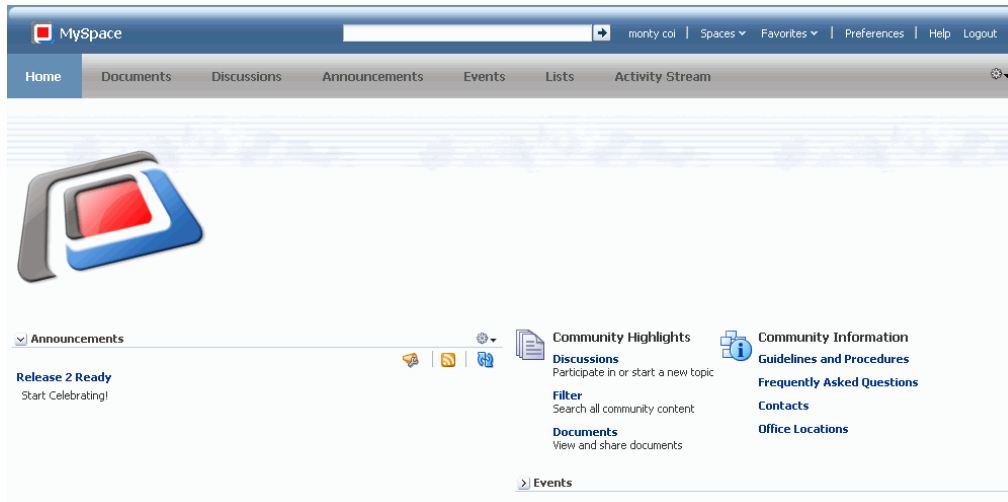 MySpace
monty coi | Spaces | Favorites | Preferences | Help Logout
Home Documents Discussions Announcements Events Lists Activity Stream
Announcements
Release 2 Ready
Start Celebrating!
Community Highlights
Discussions
Participate in or start a new topic
Filter
Search all community content
Documents
View and share documents
Community Information
Guidelines and Procedures
Frequently Asked Questions
Contacts
Office Locations
Events